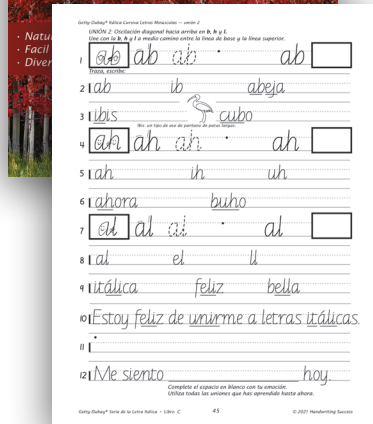 · Natu
· Facil
· Diver
Getty-Dubay® Itálica Cursiva Letras Minúsculas — unión 2
UNIÓN 2: Oscilación diagonal hacia arriba en b, h y l.
Une con la b, h y l a medio camino entre la línea de base y la línea superior.
1 ab ab ab · ab
Traza, escribe:
2 ab ib abeja
3 ibis cubo
Ibis: un tipo de ave de pantano de patas largas.
4 ah ah ah · ah
5 ah ih uh
6 ahora buho
7 al al al · al
8 al el ll
9 itálica feliz bella
10 Estoy feliz de unirme a letras itálicas.
11
12 Me siento hoy.
Complete el espacio en blanco con tu emoción.
Utiliza todas las uniones que has aprendido hasta ahora.
Getty-Dubay® Serie de la Letra Itálica • Libro C 45 © 2021 Handwriting Success